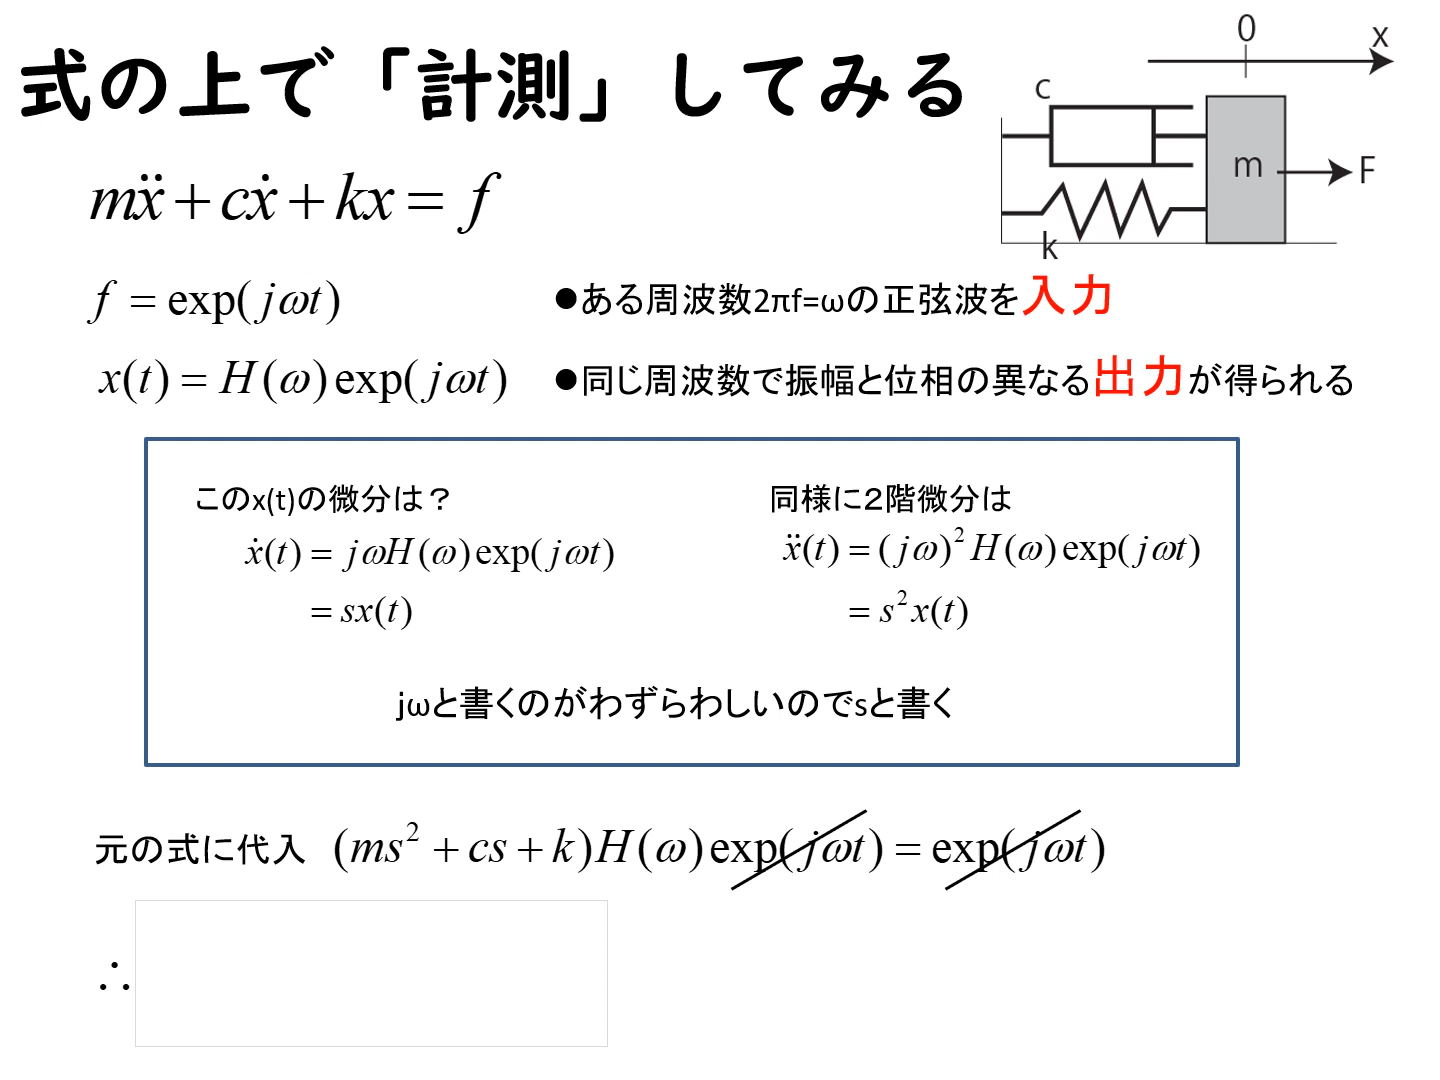 式の上で「計測」してみる
0
x
c
m
F
k
mẍ + cẋ + kx = f
f = exp(jωt)
●ある周波数2πf=ωの正弦波を入力
x(t) = H(ω)exp(jωt)
●同じ周波数で振幅と位相の異なる出力が得られる
このx(t)の微分は？
ẋ(t) = jωH(ω)exp(jωt)
= sx(t)
同様に２階微分は
ẍ(t) = (jω)²H(ω)exp(jωt)
= s²x(t)
jωと書くのがわずらわしいのでsと書く
元の式に代入 (ms² + cs + k)H(ω)exp(jωt) = exp(jωt)
∴